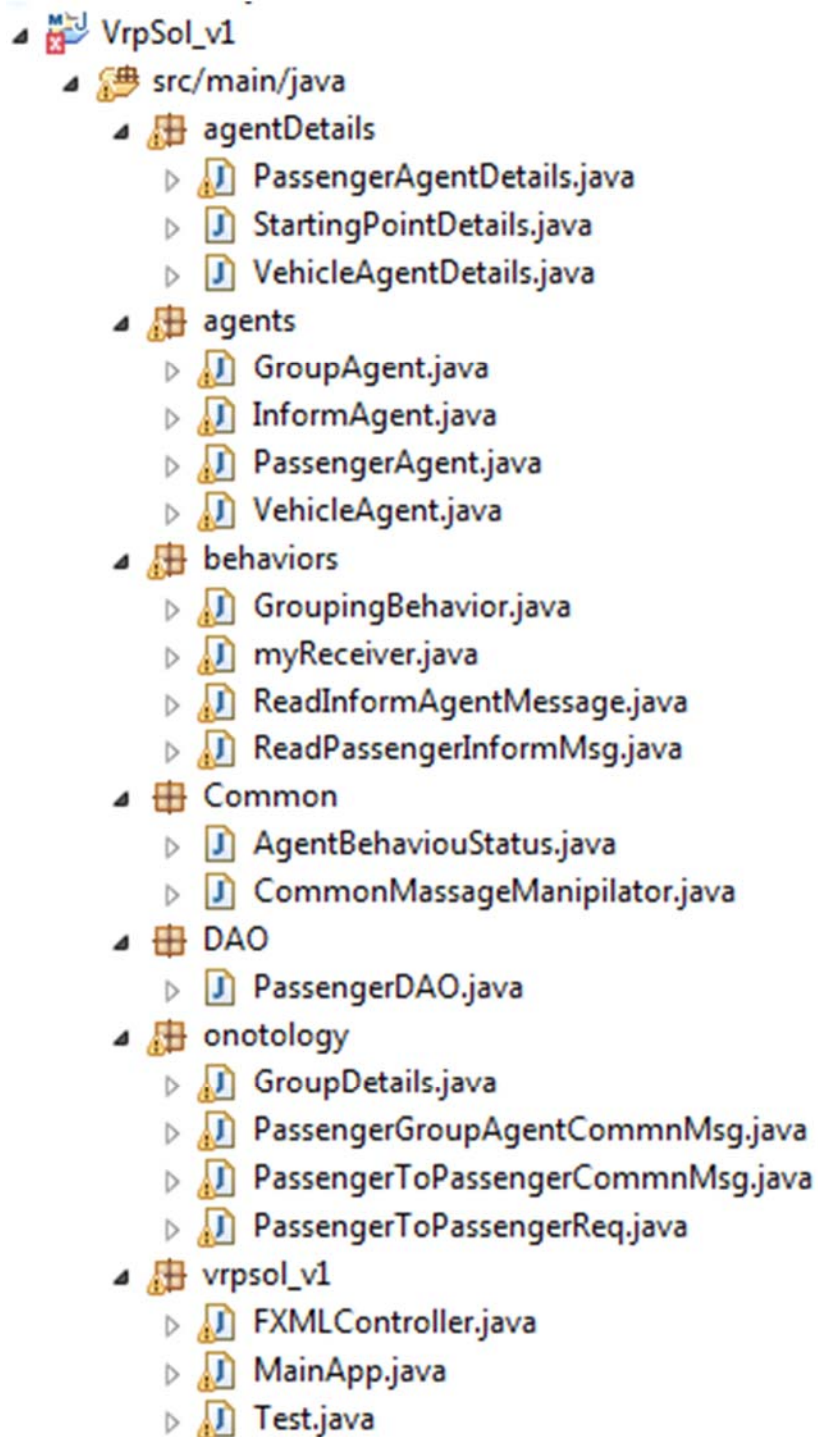 VrpSol_v1
src/main/java
agentDetails
PassengerAgentDetails.java
StartingPointDetails.java
VehicleAgentDetails.java
agents
GroupAgent.java
InformAgent.java
PassengerAgent.java
VehicleAgent.java
behaviors
GroupingBehavior.java
myReceiver.java
ReadInformAgentMessage.java
ReadPassengerInformMsg.java
Common
AgentBehaviouStatus.java
CommonMassageManipilator.java
DAO
PassengerDAO.java
onotology
GroupDetails.java
PassengerGroupAgentCommnMsg.java
PassengerToPassengerCommnMsg.java
PassengerToPassengerReq.java
vrpsol_v1
FXMLController.java
MainApp.java
Test.java